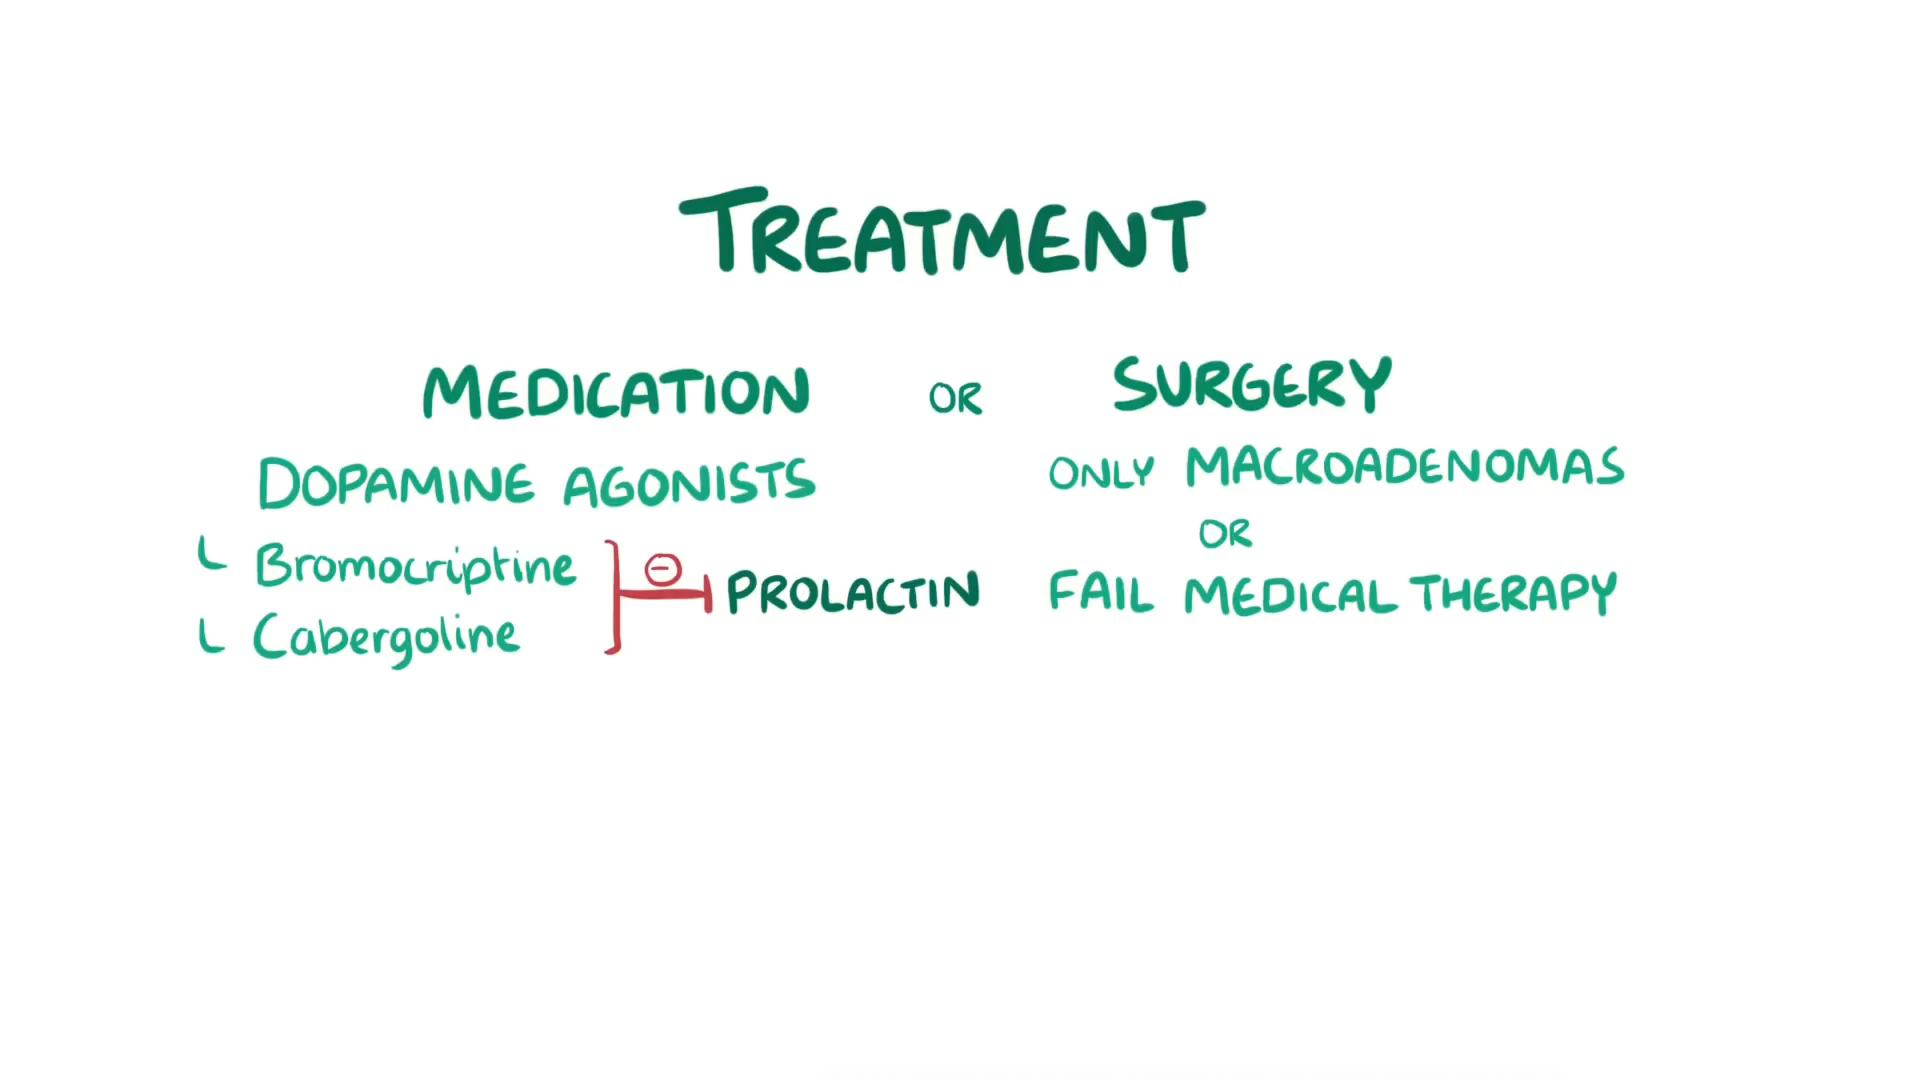 TREATMENT
MEDICATION OR SURGERY
DOPAMINE AGONISTS
Bromocriptine
Cabergoline
PROLACTIN
ONLY MACROADENOMAS
OR
FAIL MEDICAL THERAPY